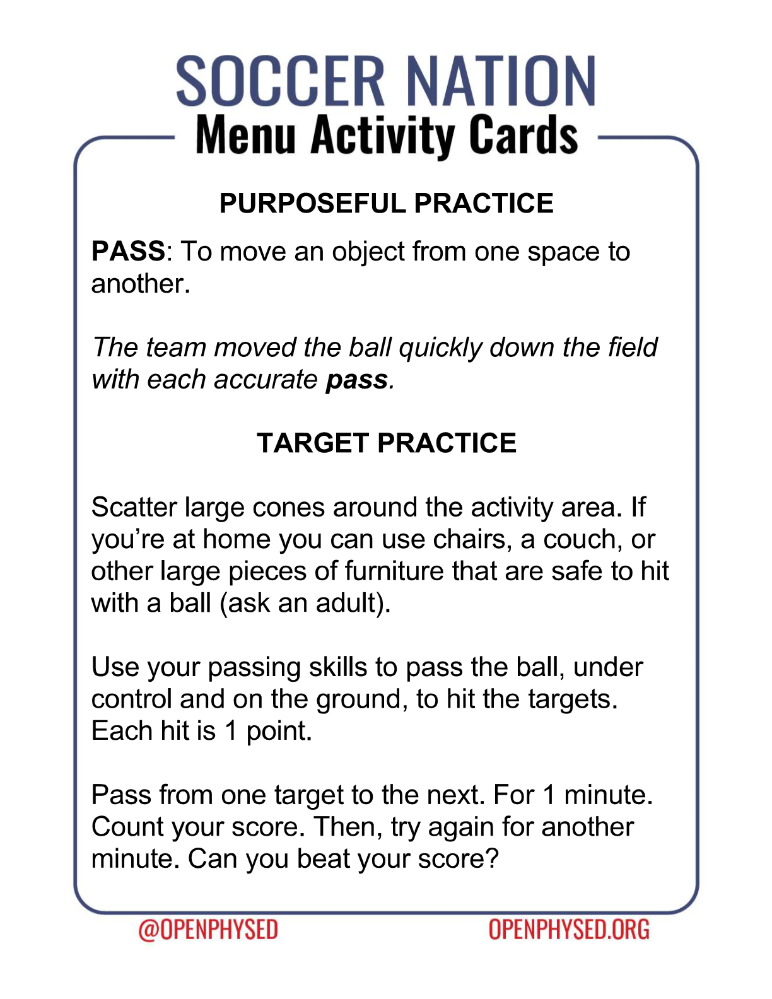 SOCCER NATION
Menu Activity Cards
PURPOSEFUL PRACTICE
PASS: To move an object from one space to
another.
The team moved the ball quickly down the field
with each accurate pass.
TARGET PRACTICE
Scatter large cones around the activity area. If
you’re at home you can use chairs, a couch, or
other large pieces of furniture that are safe to hit
with a ball (ask an adult).
Use your passing skills to pass the ball, under
control and on the ground, to hit the targets.
Each hit is 1 point.
Pass from one target to the next. For 1 minute.
Count your score. Then, try again for another
minute. Can you beat your score?
@OPENPHYSED
OPENPHYSED.ORG